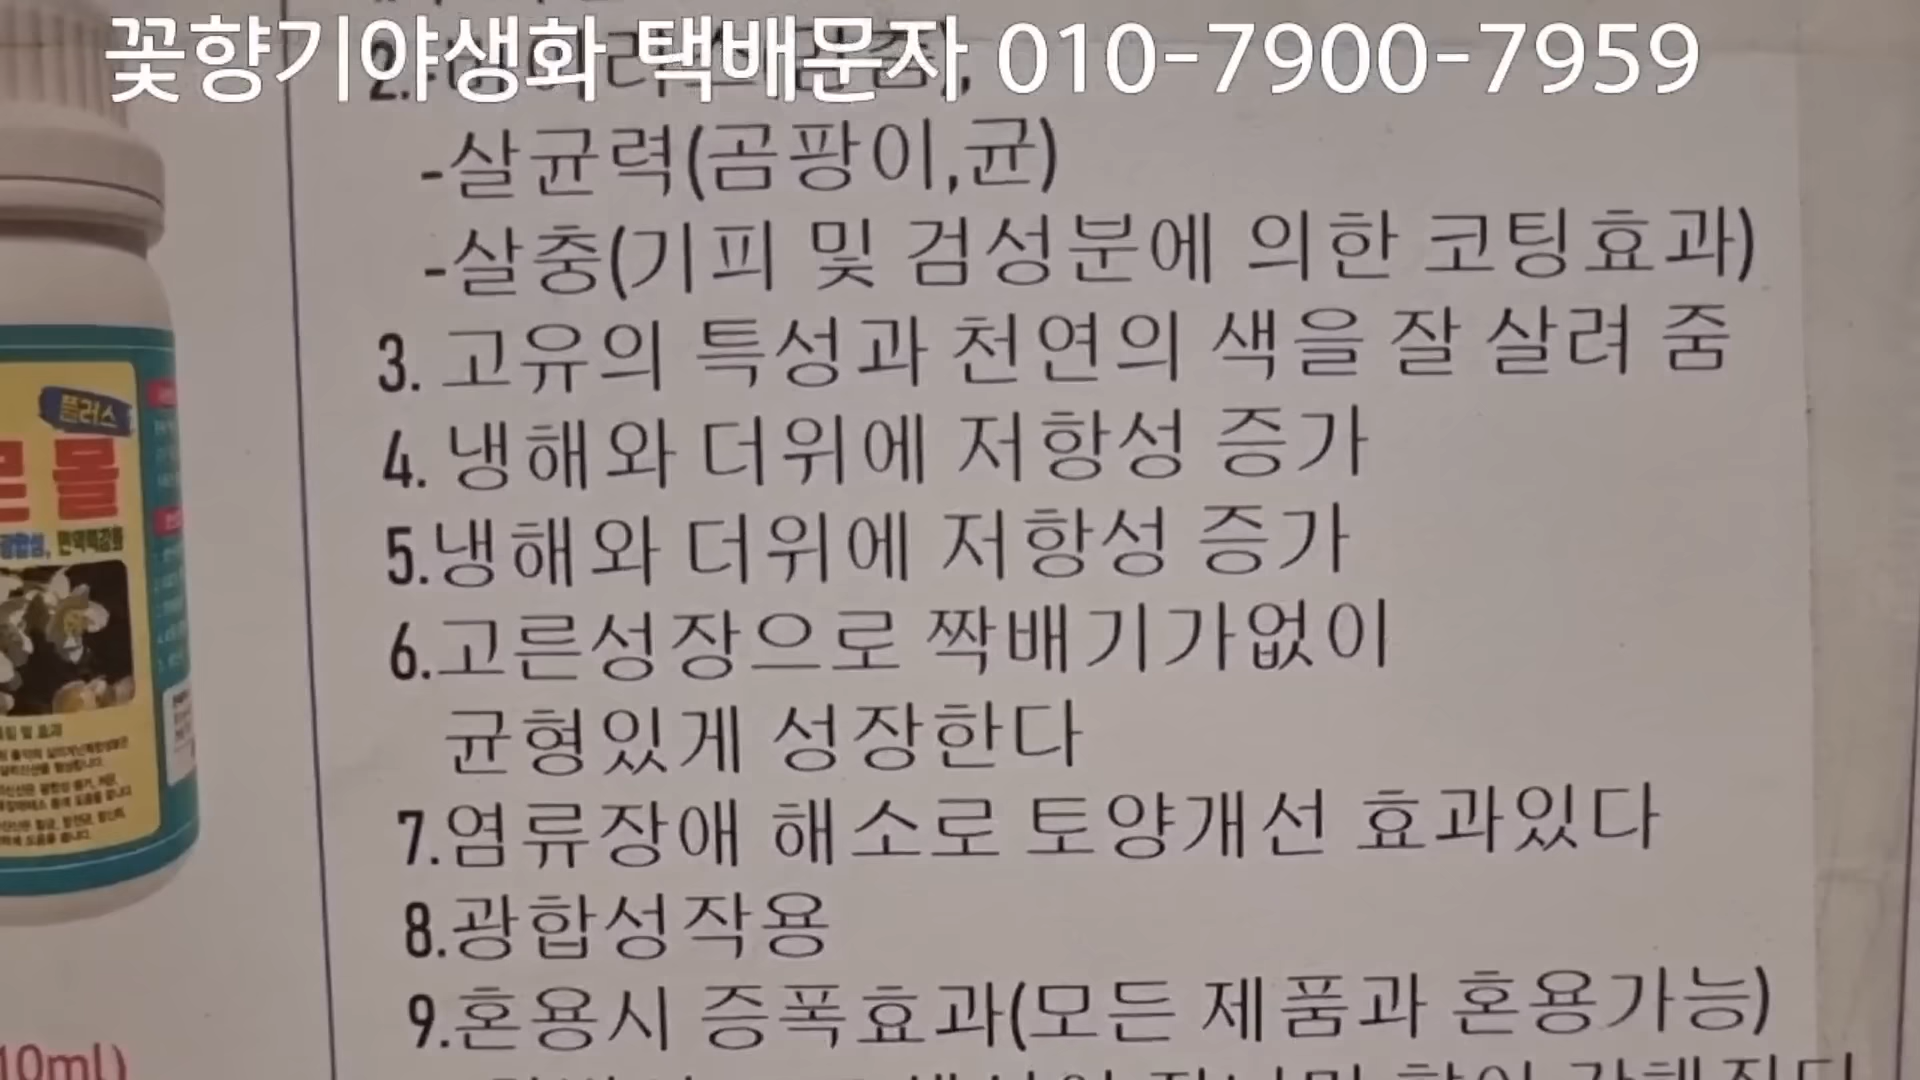 꽃향기야생화 택배문자 010-7900-7959
2.
-살균력(곰팡이,균)
-살충(기피 및 검성분에 의한 코팅효과)
3. 고유의 특성과 천연의 색을 잘 살려 줌
4. 냉해와 더위에 저항성 증가
5.냉해와 더위에 저항성 증가
6.고른성장으로 짝배기가없이
균형있게 성장한다
7.염류장애 해소로 토양개선 효과있다
8.광합성작용
9.혼용시 증폭효과(모든 제품과 혼용가능)
플러스
몰
10ml)